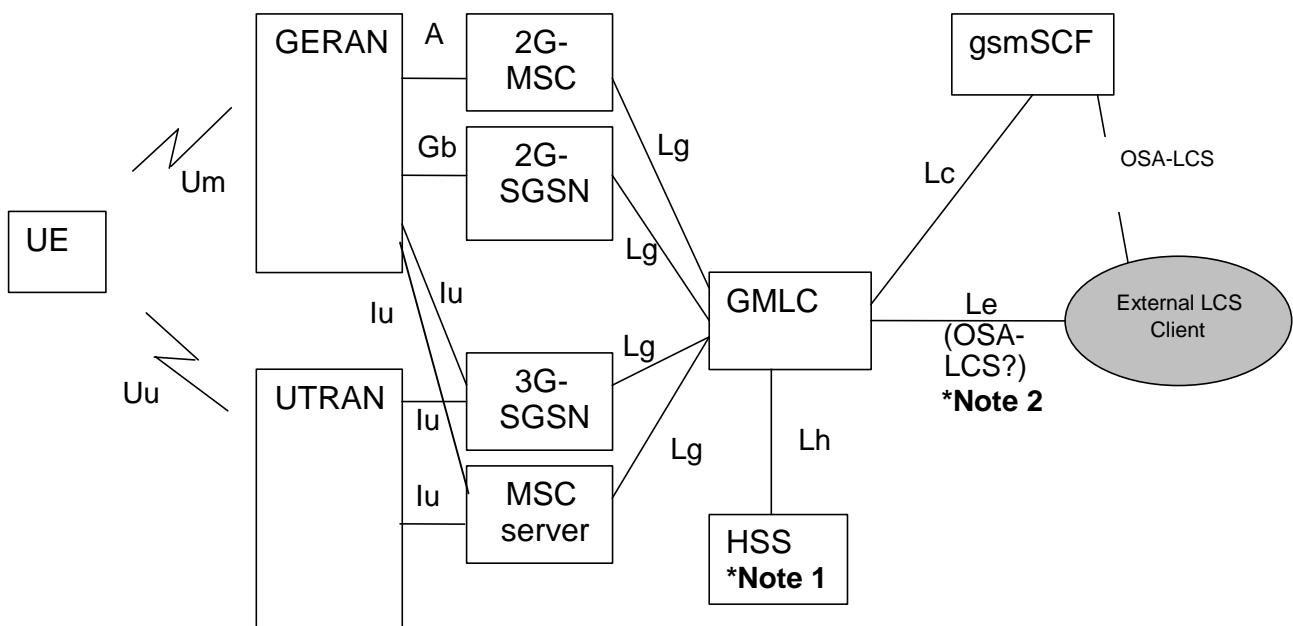 GERAN
A
2G-
MSC
gsmSCF
Gb
2G-
SGSN
Lg
Lc
OSA-LCS
Um
UE
Lg
Iu
Iu
GMLC
Le
(OSA-
LCS?)
*Note 2
External LCS
Client
Uu
UTRAN
Iu
3G-
SGSN
Lg
Lg
Lh
Iu
MSC
server
HSS
*Note 1